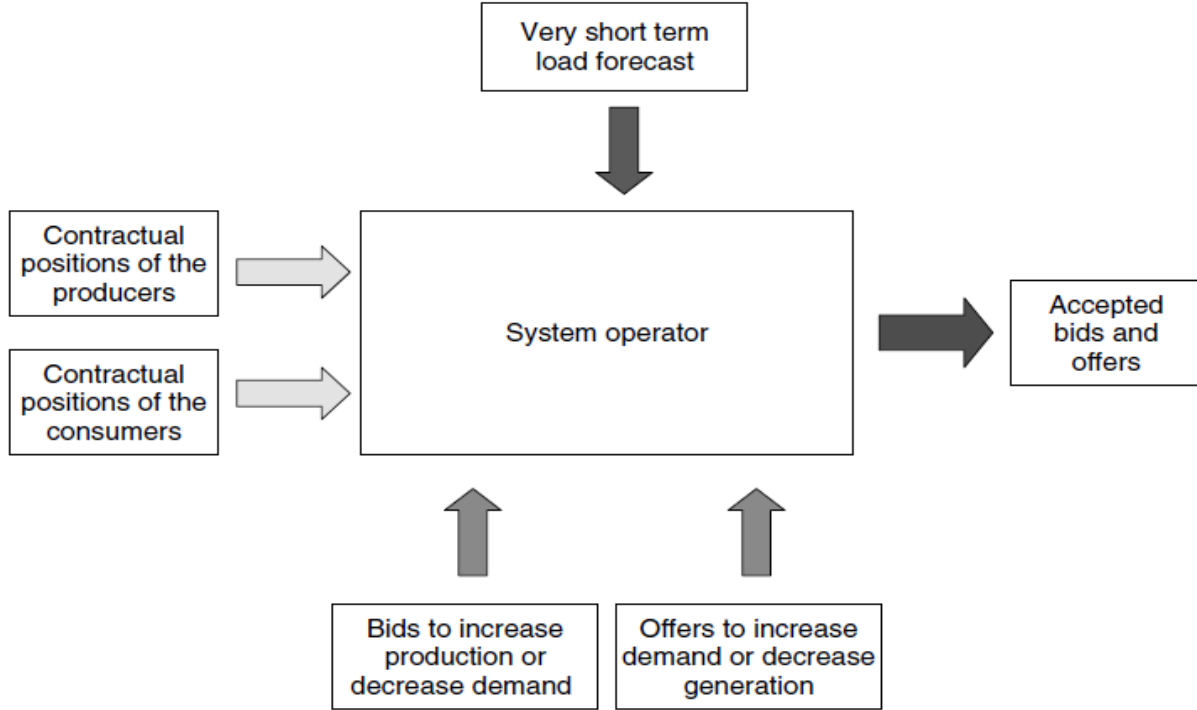 Very short term
load forecast
Contractual
positions of the
producers
System operator
Accepted
bids and
offers
Contractual
positions of the
consumers
Bids to increase
production or
decrease demand
Offers to increase
demand or decrease
generation